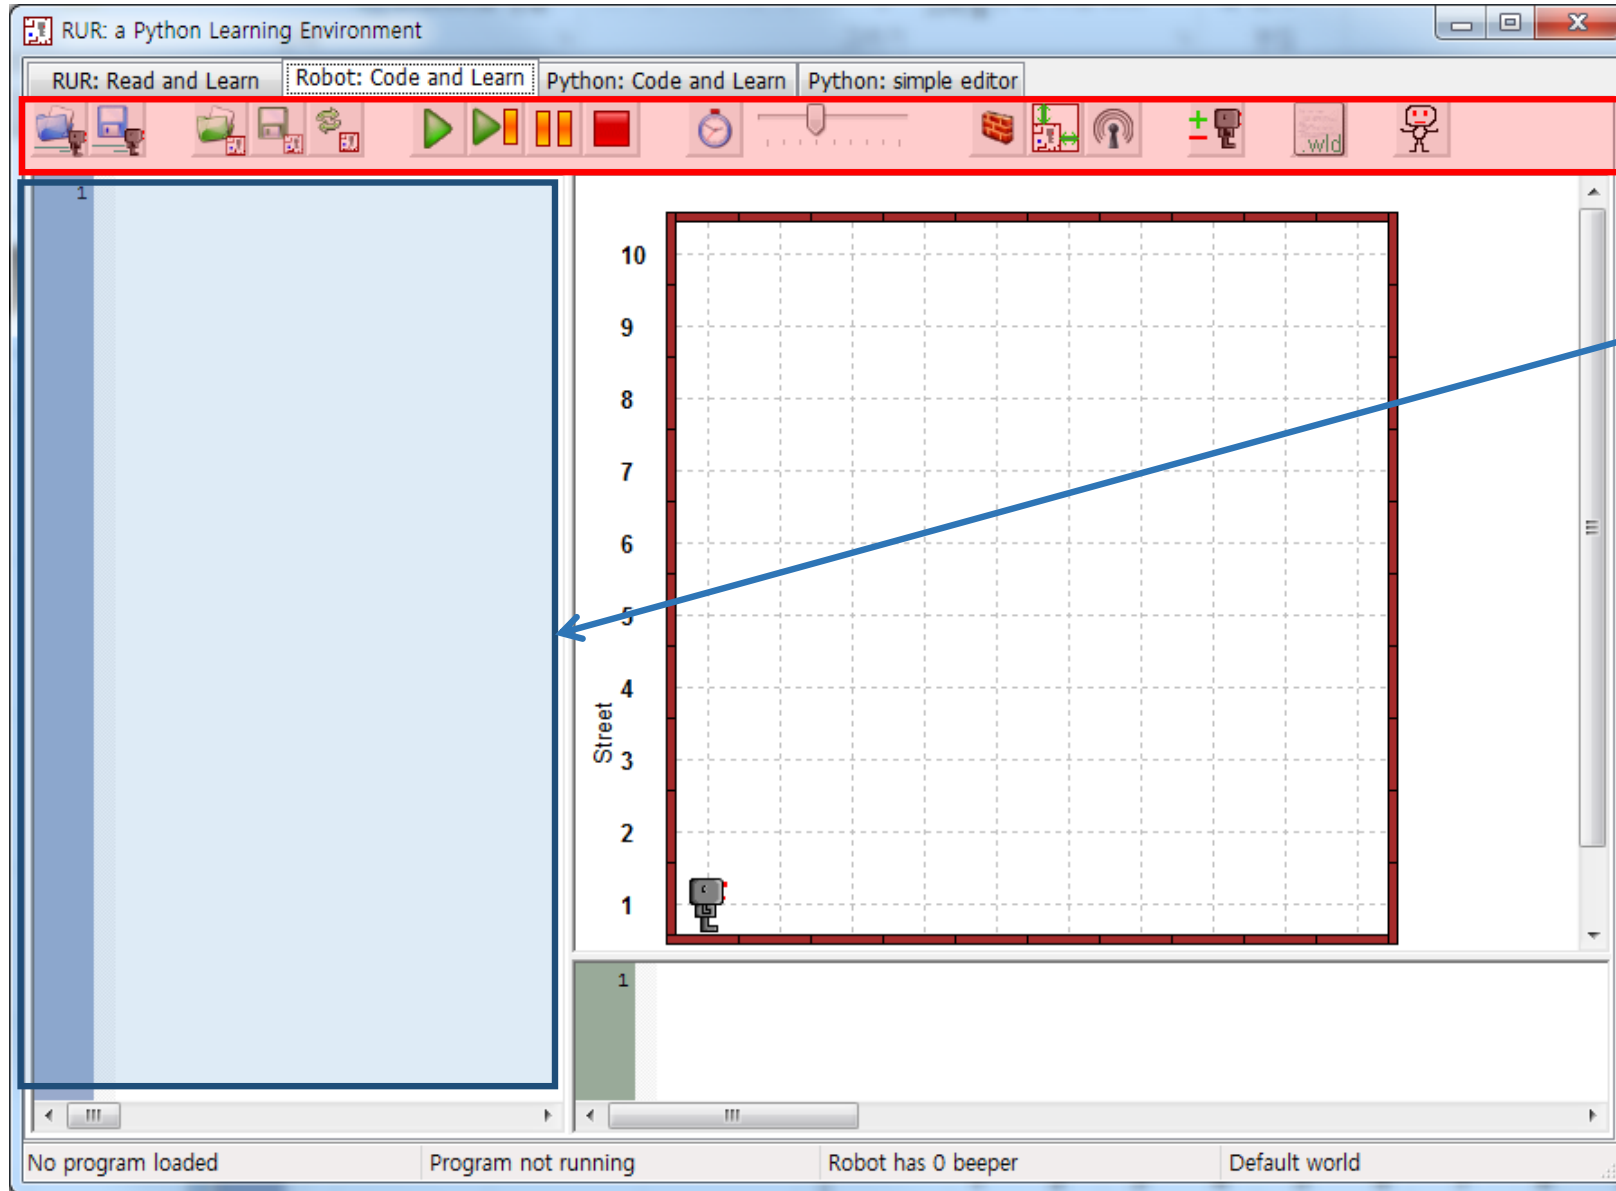 RUR: a Python Learning Environment
RUR: Read and Learn
Robot: Code and Learn
Python: Code and Learn
Python: simple editor
.wld
1
10
9
8
7
6
5
4
Street
3
2
1
1
No program loaded
Program not running
Robot has 0 beeper
Default world